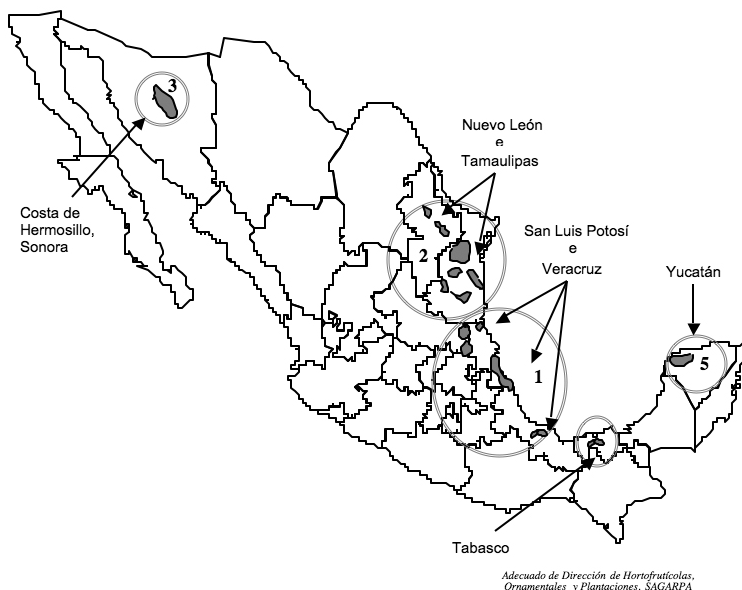 3
Nuevo León
e
Tamaulipas
Costa de
Hermosillo,
Sonora
2
San Luis Potosí
e
Veracruz
Yucatán
5
1
Tabasco
Adecuado de Dirección de Hortofrutícolas,
Ornamentales y Plantaciones, SAGARPA